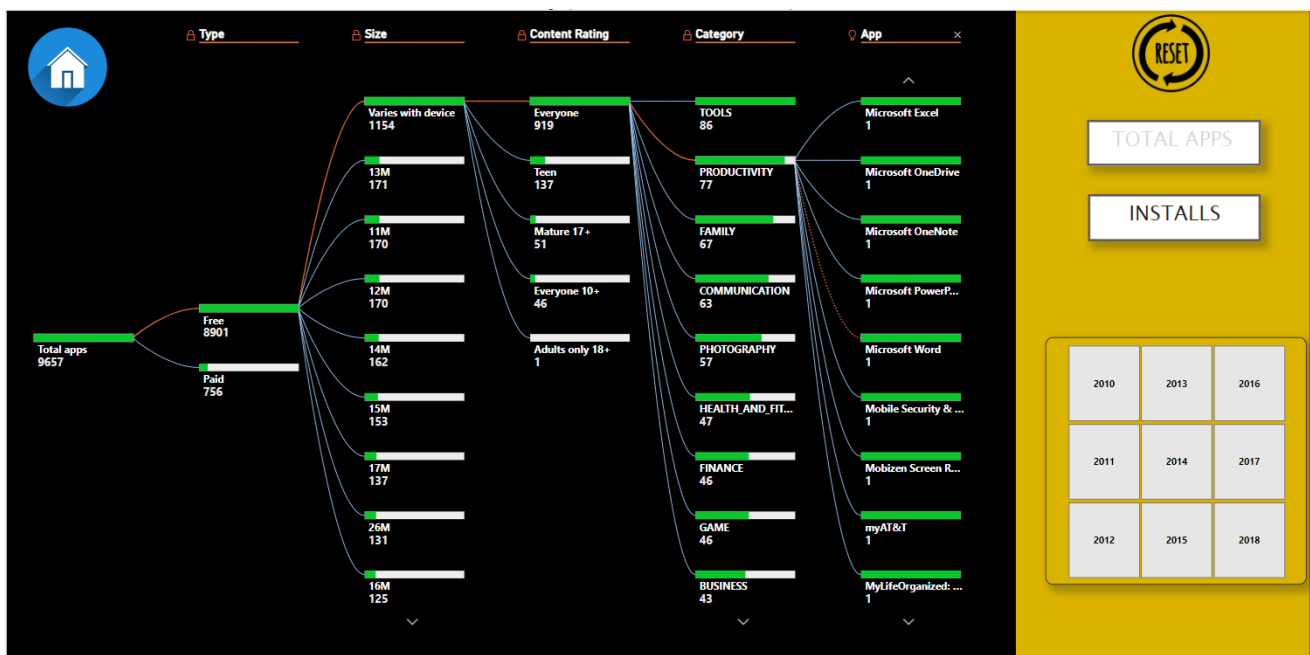 Type
Size
Content Rating
Category
App
×
Total apps
9657
Free
8901
Paid
756
Varies with device
1154
13M
171
11M
170
12M
170
14M
162
15M
153
17M
137
26M
131
16M
125
Everyone
919
Teen
137
Mature 17+
51
Everyone 10+
46
Adults only 18+
1
TOOLS
86
PRODUCTIVITY
77
FAMILY
67
COMMUNICATION
63
PHOTOGRAPHY
57
HEALTH_AND_FIT...
47
FINANCE
46
GAME
46
BUSINESS
43
Microsoft Excel
1
Microsoft OneDrive
1
Microsoft OneNote
1
Microsoft PowerP...
1
Microsoft Word
1
Mobile Security & ...
1
Mobizen Screen R...
1
myAT&T
1
MyLifeOrganized: ...
1
RESET
TOTAL APPS
INSTALLS
2010 2013 2016
2011 2014 2017
2012 2015 2018